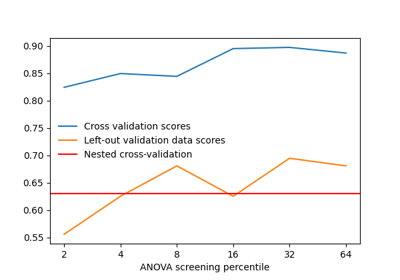 0.90
0.85
0.80
0.75
0.70
0.65
0.60
0.55
Cross validation scores
Left-out validation data scores
Nested cross-validation
2 4 8 16 32 64
ANOVA screening percentile